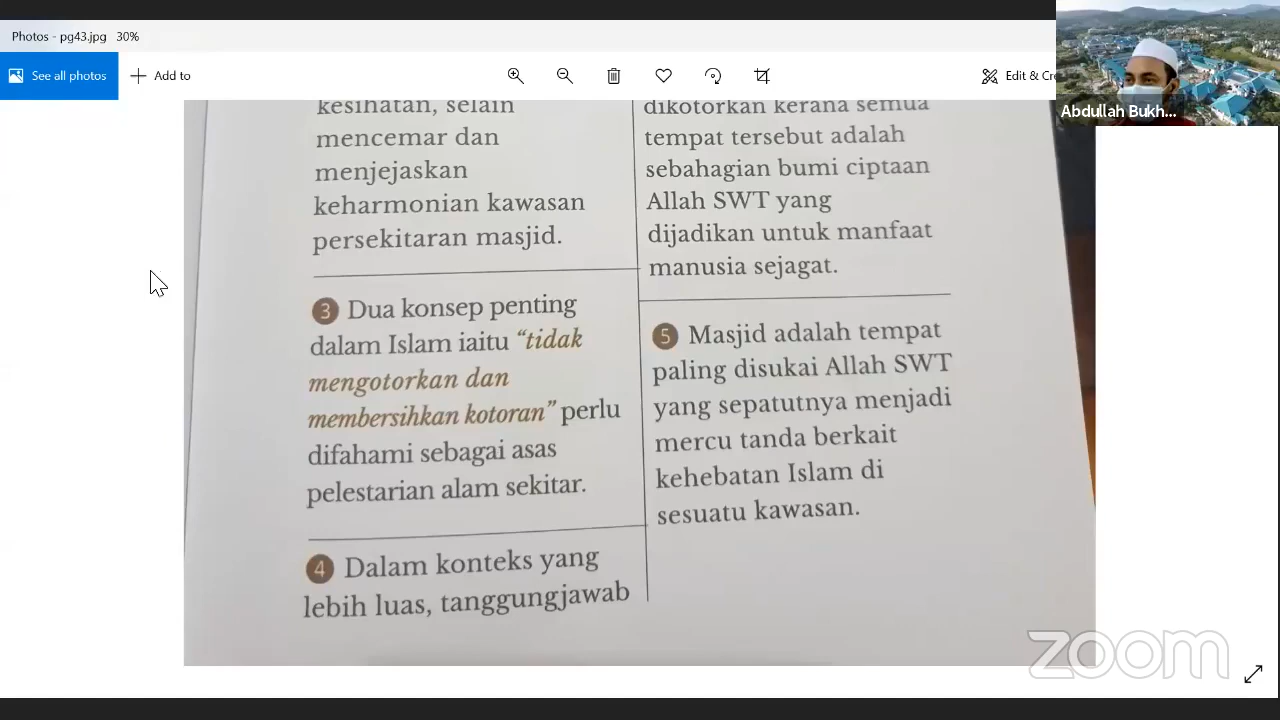 Photos - pg43.jpg 30%
See all photos
Add to
Edit & Cre
Abdullah Bukh...
kesihatan, selain
mencemar dan
menjejaskan
keharmonian kawasan
persekitaran masjid.
3 Dua konsep penting
dalam Islam iaitu “tidak
mengotorkan dan
membersihkan kotoran” perlu
difahami sebagai asas
pelestarian alam sekitar.
4 Dalam konteks yang
lebih luas, tanggungjawab
dikotorkan kerana semua
tempat tersebut adalah
sebahagian bumi ciptaan
Allah SWT yang
dijadikan untuk manfaat
manusia sejagat.
5 Masjid adalah tempat
paling disukai Allah SWT
yang sepatutnya menjadi
mercu tanda berkait
kehebatan Islam di
sesuatu kawasan.
zoom